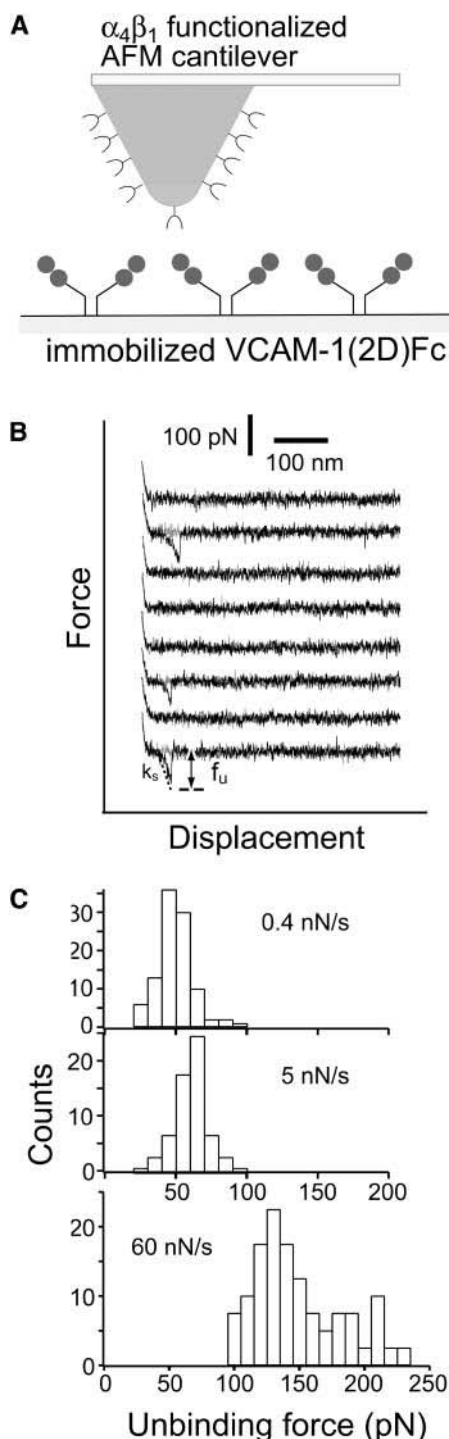 A
α4β1 functionalized
AFM cantilever
immobilized VCAM-1(2D)Fc
B
100 pN
100 nm
Force
ks
fu
Displacement
C
30
20
10
0
0.4 nN/s
20
10
0
5 nN/s
50
100
150
200
Counts
20
10
0
60 nN/s
0
50
100
150
200
250
Unbinding force (pN)